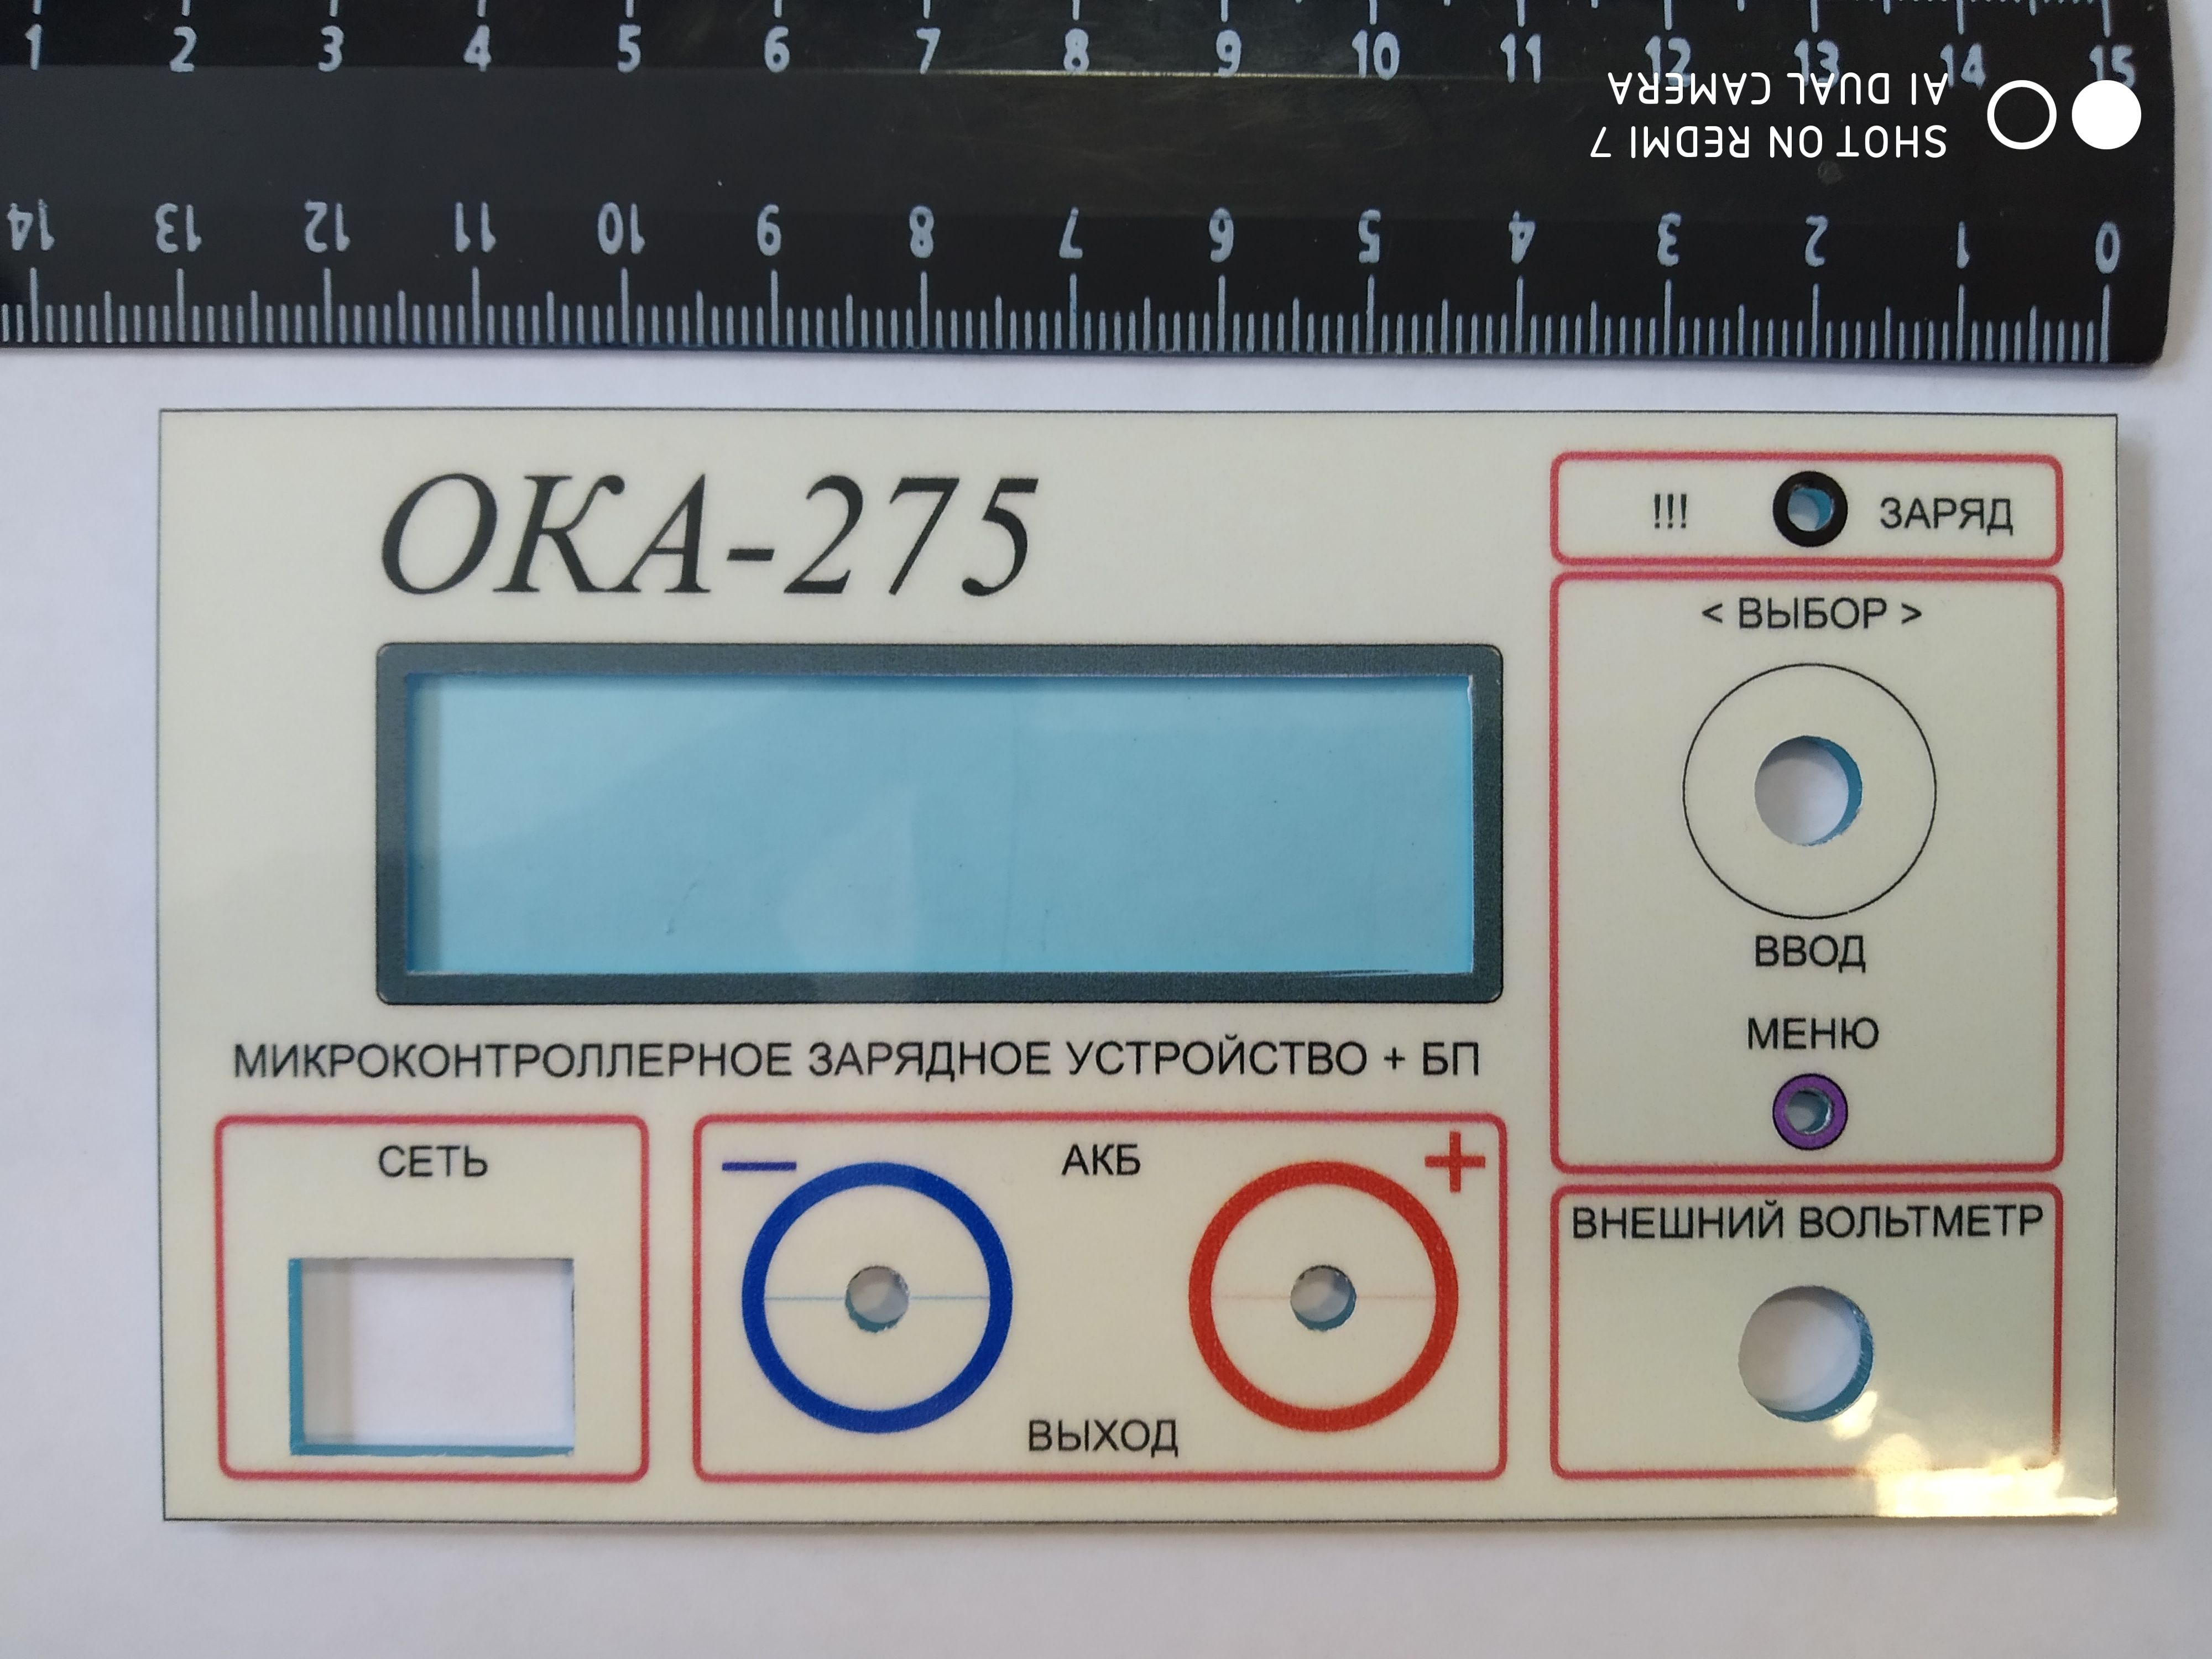 1 2 3 4 5 6 7 8 9 10 11 12 13 14 15
SHOT ON REDMI 7
AI DUAL CAMERA
14 13 12 11 10 9 8 7 6 5 4 3 2 1 0
ОКА-275
!!! ЗАРЯД
< ВЫБОР >
ВВОД
МЕНЮ
МИКРОКОНТРОЛЛЕРНОЕ ЗАРЯДНОЕ УСТРОЙСТВО + БП
СЕТЬ
− АКБ +
ВЫХОД
ВНЕШНИЙ ВОЛЬТМЕТР